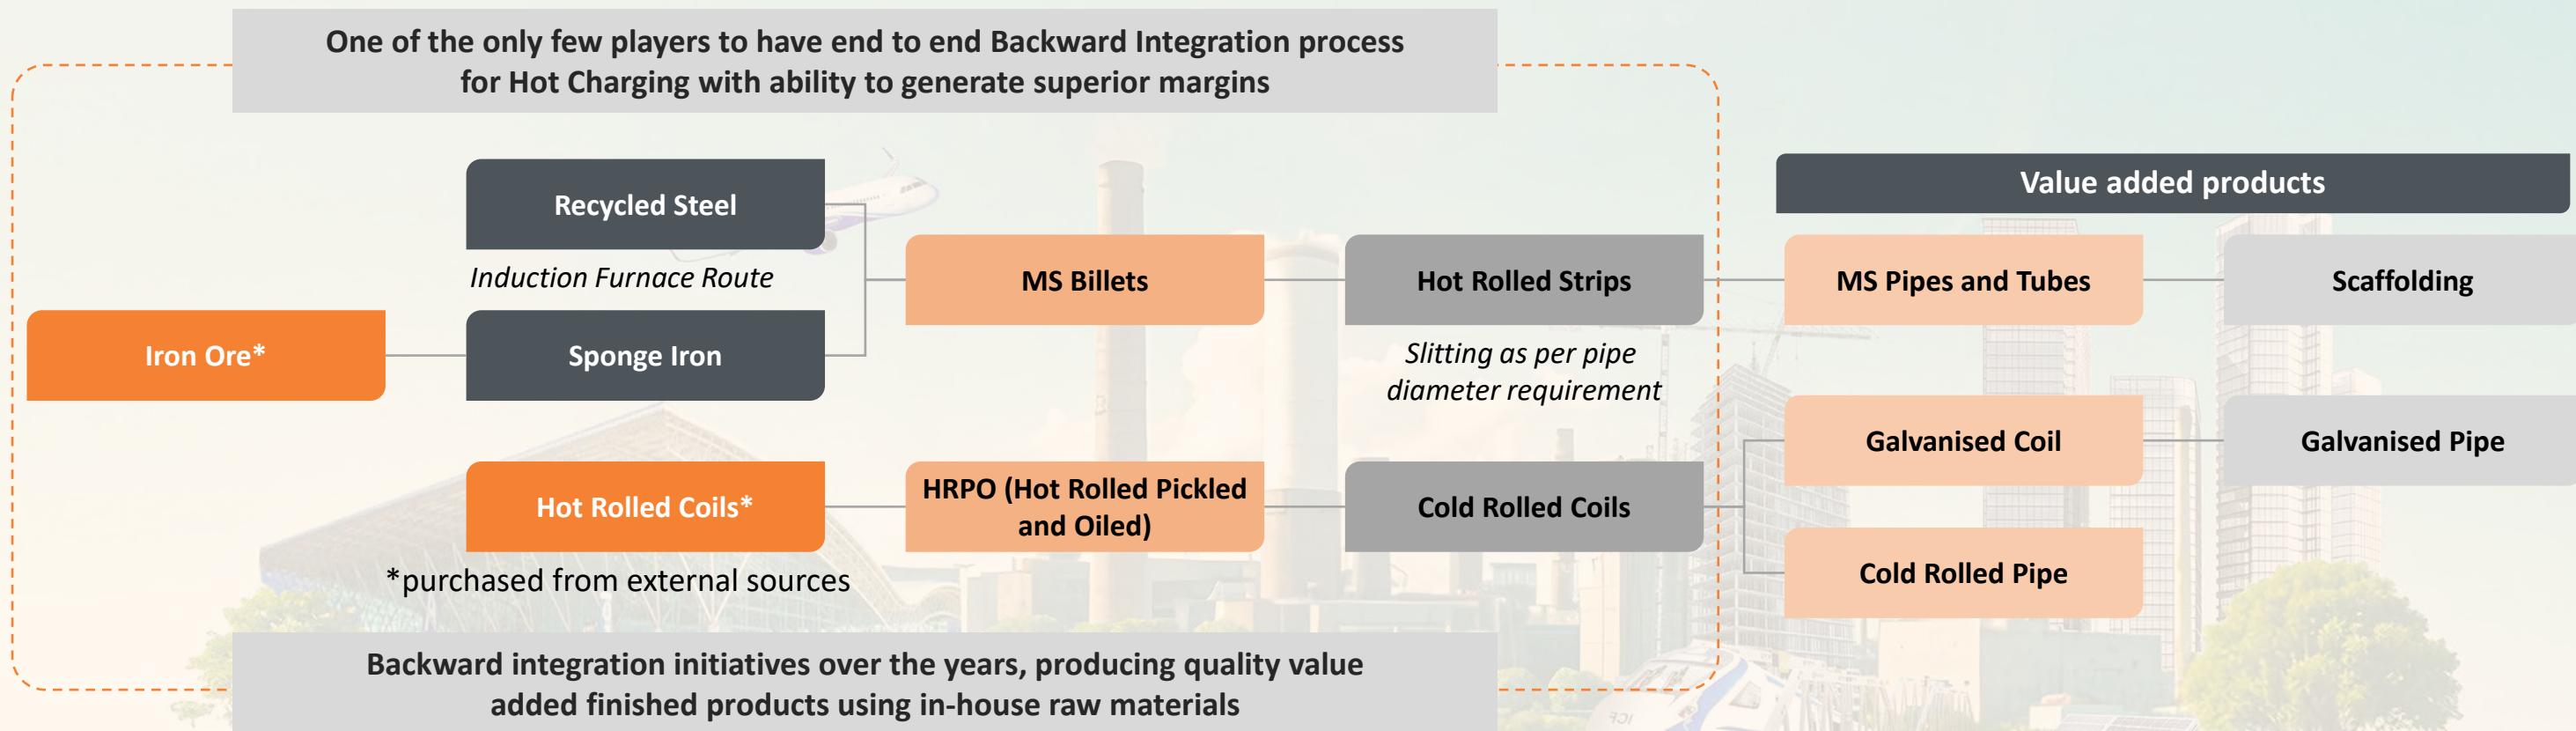 One of the only few players to have end to end Backward Integration process
for Hot Charging with ability to generate superior margins
Recycled Steel
Induction Furnace Route
Iron Ore*
Sponge Iron
MS Billets
Hot Rolled Strips
Slitting as per pipe
diameter requirement
Value added products
MS Pipes and Tubes
Scaffolding
Hot Rolled Coils*
HRPO (Hot Rolled Pickled
and Oiled)
Cold Rolled Coils
Galvanised Coil
Galvanised Pipe
Cold Rolled Pipe
*purchased from external sources
Backward integration initiatives over the years, producing quality value
added finished products using in-house raw materials